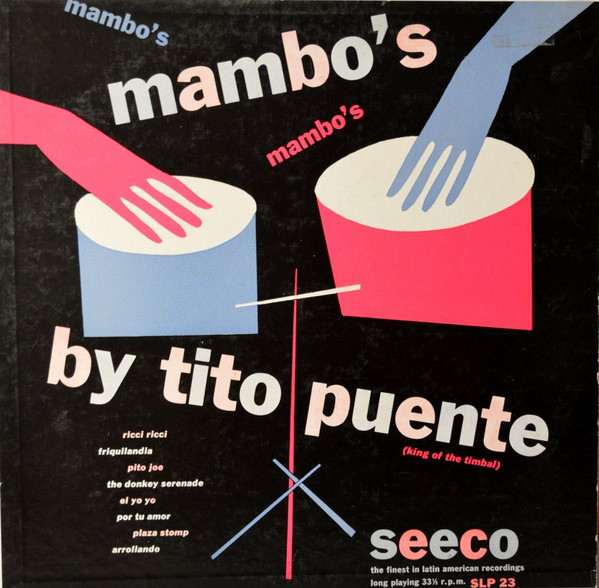 mambo's
mambo's
mambo's
by tito puente
(king of the timbal)
ricci ricci
friquilandia
pito joe
the donkey serenade
el yo yo
por tu amor
plaza stomp
arrollando
seeco
the finest in latin american recordings
long playing 33⅓ r.p.m. SLP 23